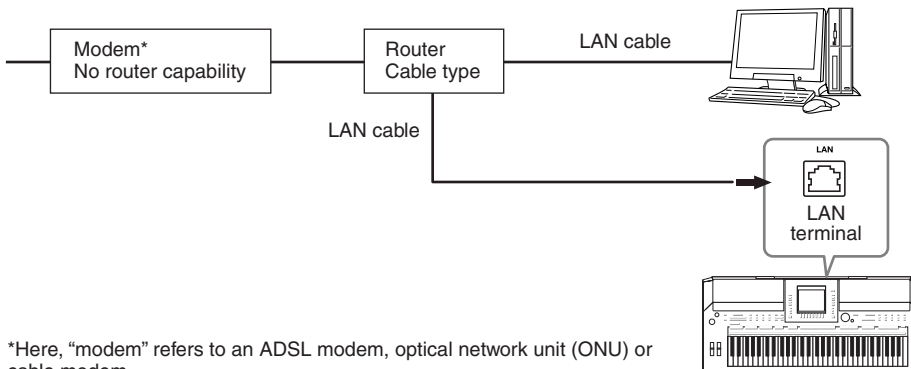 Modem*
No router capability
Router
Cable type
LAN cable
LAN cable
LAN
LAN
terminal
*Here, “modem” refers to an ADSL modem, optical network unit (ONU) or
cable modem.